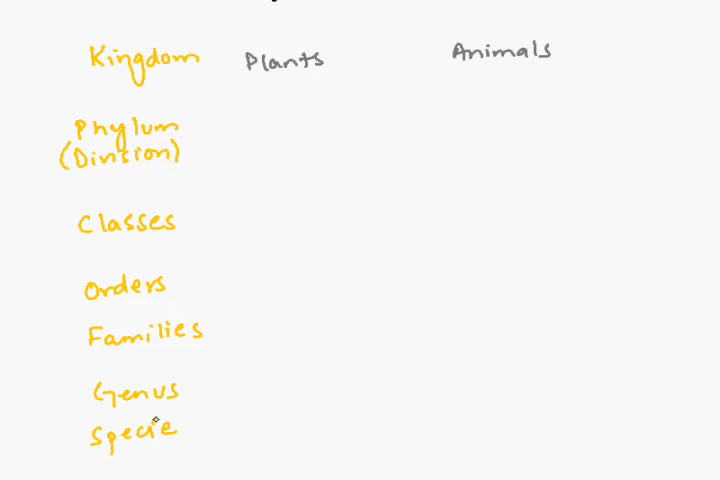 Kingdom Plants Animals
Phylum
(Division)
Classes
Orders
Families
Genus
Specie